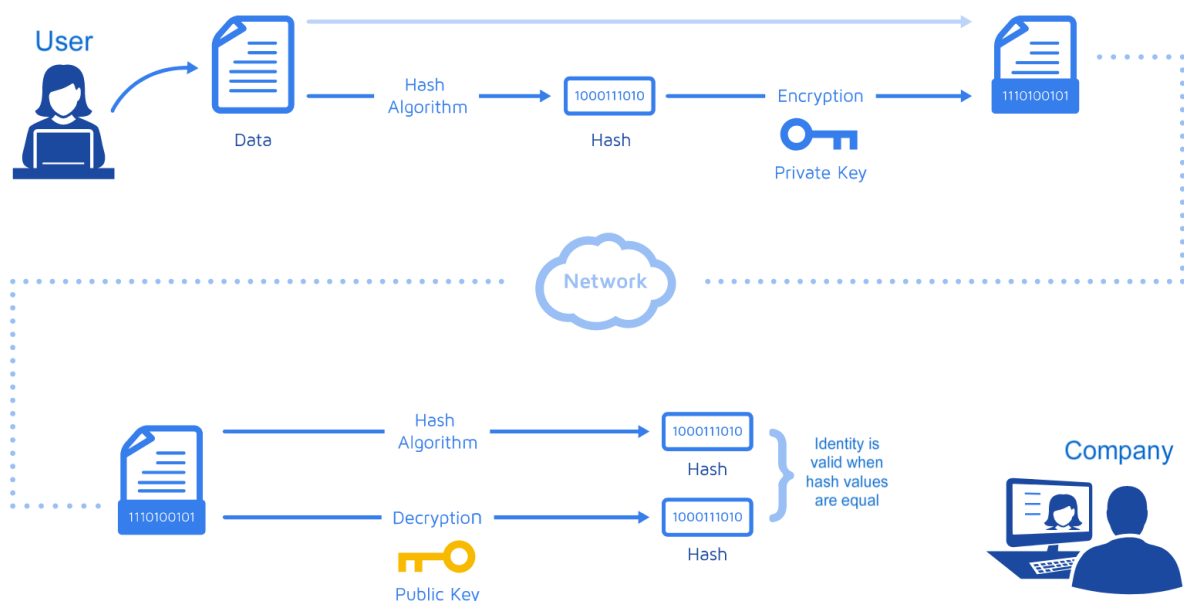 User
Data
Hash
Algorithm
1000111010
Hash
Encryption
Private Key
1110100101
Network
1110100101
Hash
Algorithm
1000111010
Hash
Decryption
Public Key
1000111010
Hash
Identity is
valid when
hash values
are equal
Company